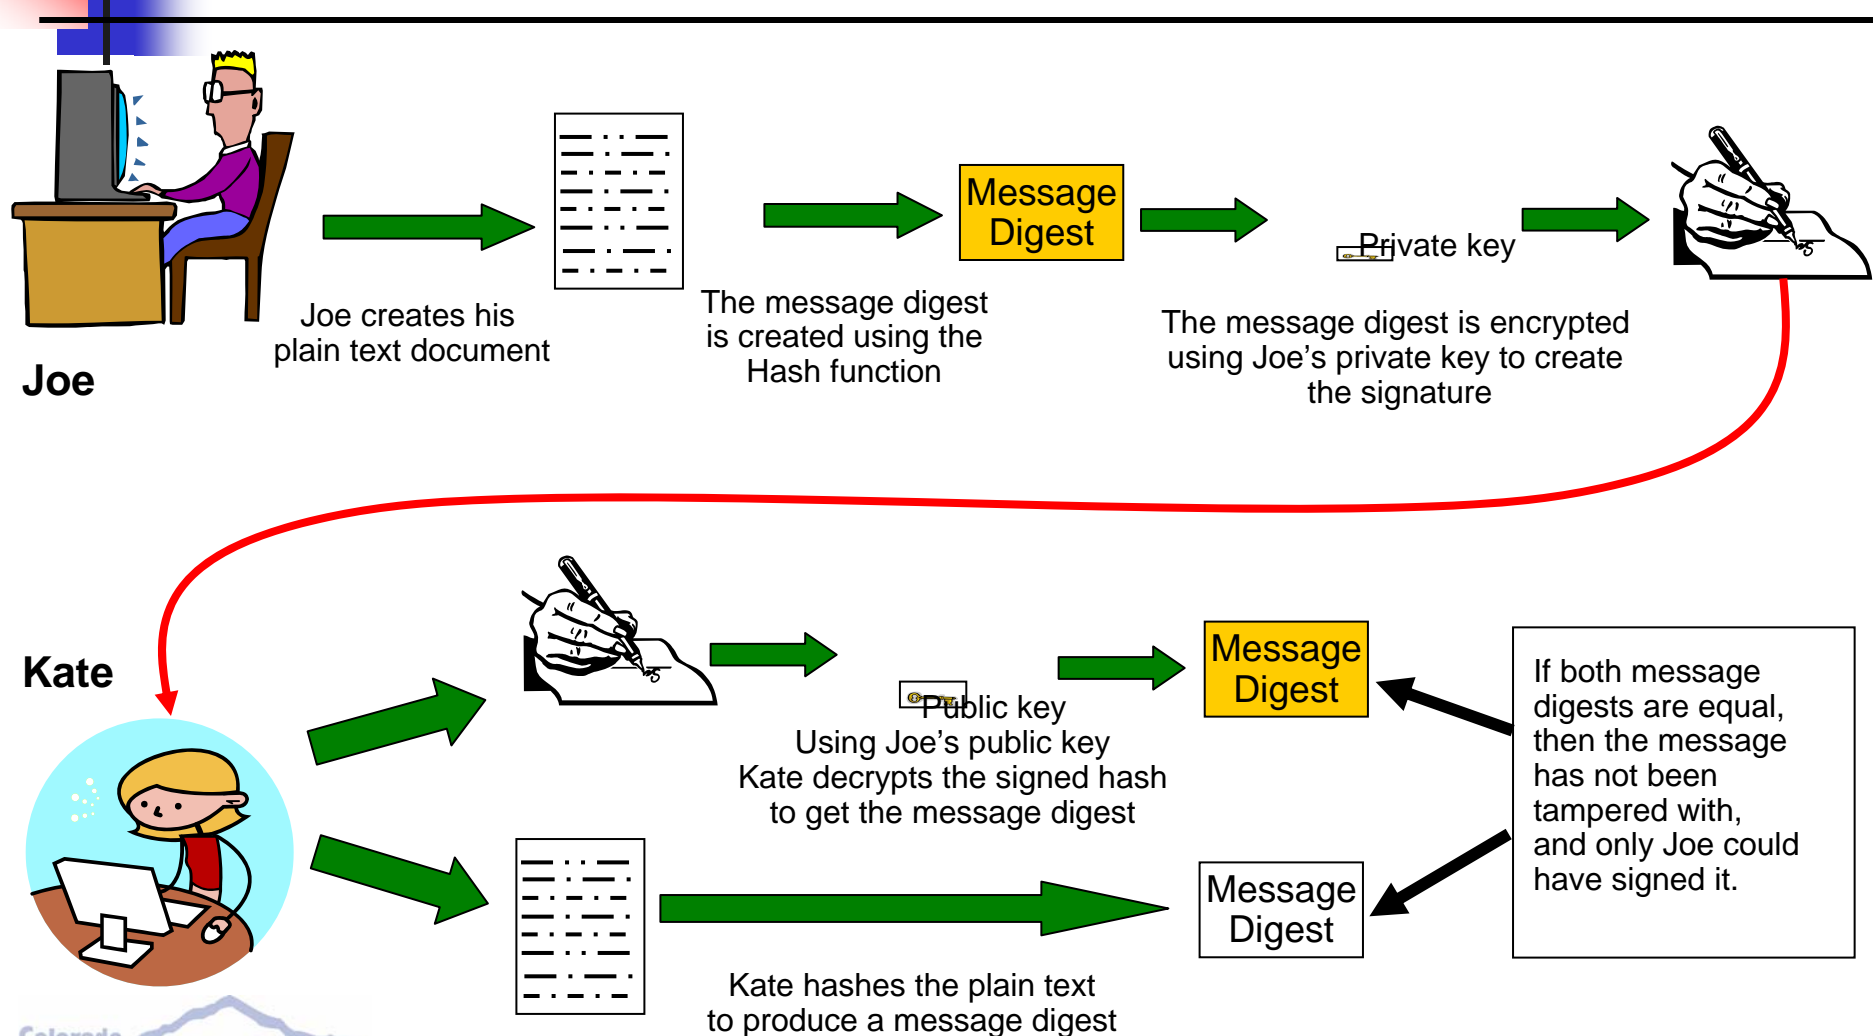 Joe creates his
plain text document
Joe
Message
Digest
The message digest
is created using the
Hash function
Private key
The message digest is encrypted
using Joe's private key to create
the signature
Kate
Public key
Using Joe's public key
Kate decrypts the signed hash
to get the message digest
Message
Digest
If both message
digests are equal,
then the message
has not been
tampered with,
and only Joe could
have signed it.
Message
Digest
Kate hashes the plain text
to produce a message digest